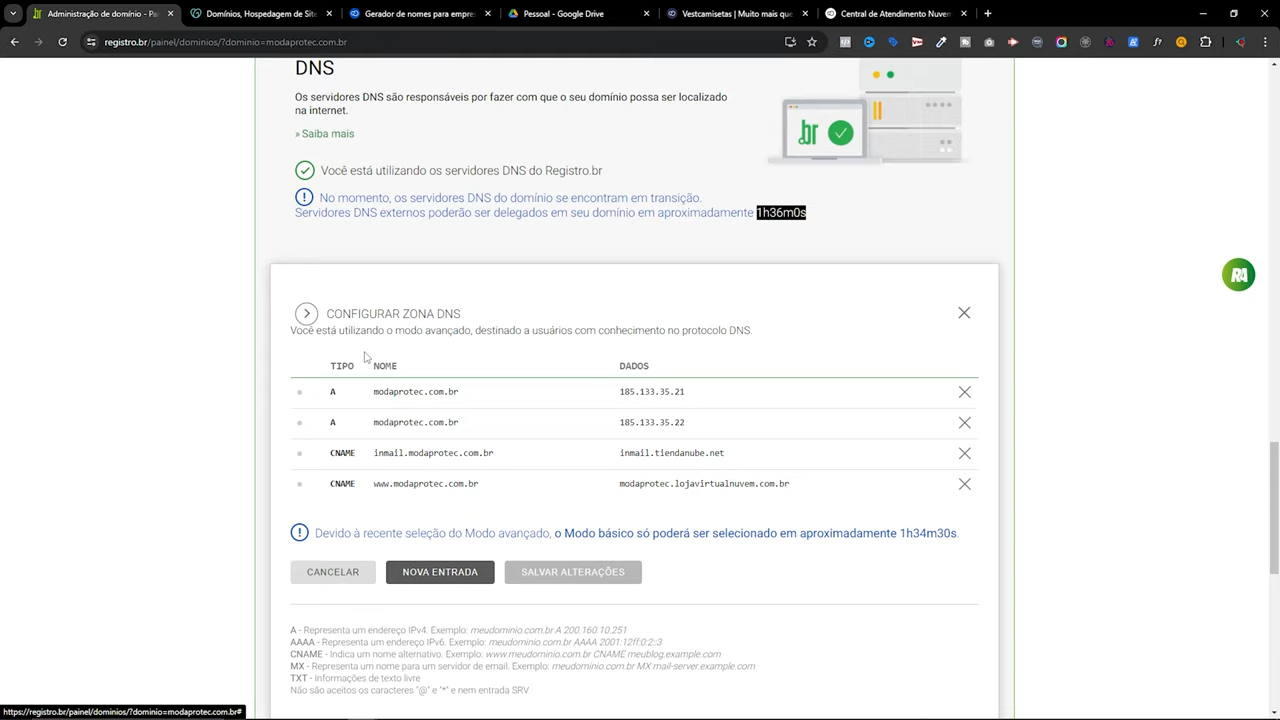 Administração de domínio - Pa
Domínios, Hospedagem de Site
Gerador de nomes para empre
Pessoal - Google Drive
Vestcamisetas | Muito mais qu
Central de Atendimento Nuvem
registro.br/painel/dominios/?dominio=modaprotec.com.br
DNS
Os servidores DNS são responsáveis por fazer com que o seu domínio possa ser localizado
na internet.
» Saiba mais
.br
Você está utilizando os servidores DNS do Registro.br
No momento, os servidores DNS do domínio se encontram em transição.
Servidores DNS externos poderão ser delegados em seu domínio em aproximadamente 1h36m0s
RA
CONFIGURAR ZONA DNS
Você está utilizando o modo avançado, destinado a usuários com conhecimento no protocolo DNS.
TIPO NOME DADOS
A modaprotec.com.br 185.133.35.21
A modaprotec.com.br 185.133.35.22
CNAME inmail.modaprotec.com.br inmail.tiendanube.net
CNAME www.modaprotec.com.br modaprotec.lojavirtualnuvem.com.br
Devido à recente seleção do Modo avançado, o Modo básico só poderá ser selecionado em aproximadamente 1h34m30s.
CANCELAR NOVA ENTRADA SALVAR ALTERAÇÕES
A - Representa um endereço IPv4. Exemplo: meudominio.com.br A 200.160.10.251
AAAA - Representa um endereço IPv6. Exemplo: meudominio.com.br AAAA 2001:12ff:0:2::3
CNAME - Indica um nome alternativo. Exemplo: www.meudominio.com.br CNAME meublog.example.com
MX - Representa um nome para um servidor de email. Exemplo: meudominio.com.br MX mail-server.example.com
TXT - Informações de texto livre
Não são aceitos os caracteres "@" e "*" e nem entrada SRV
https://registro.br/painel/dominios/?dominio=modaprotec.com.br#